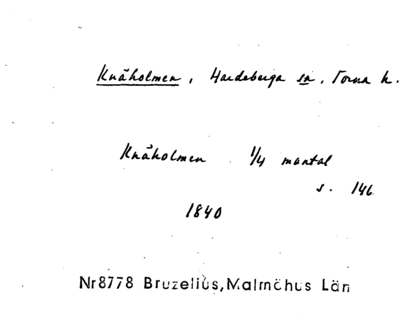 Knäholmen, Hardeberga sn, Torna h.
Knäholmen 1/4 mantal
s. 146
1840
Nr8778 Bruzelius, Malmöhus Län